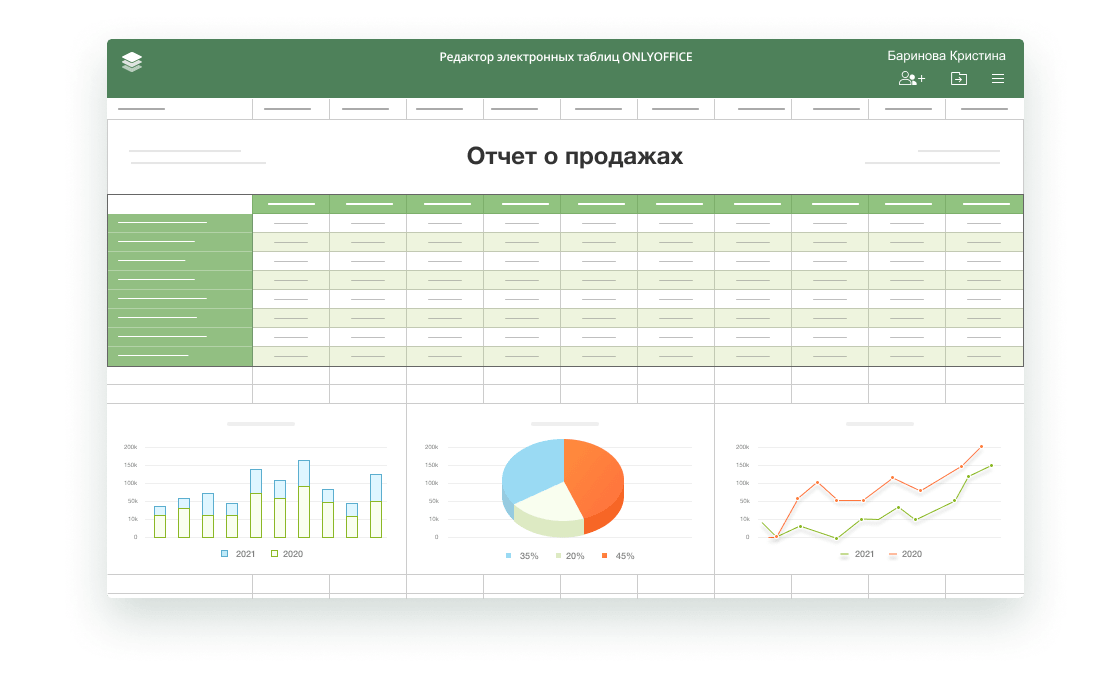 Редактор электронных таблиц ONLYOFFICE
Баринова Кристина
Отчет о продажах
200k
150k
100k
50k
10k
0
2021 2020
200k
150k
100k
50k
10k
0
35% 20% 45%
200k
150k
100k
50k
10k
0
2021 2020